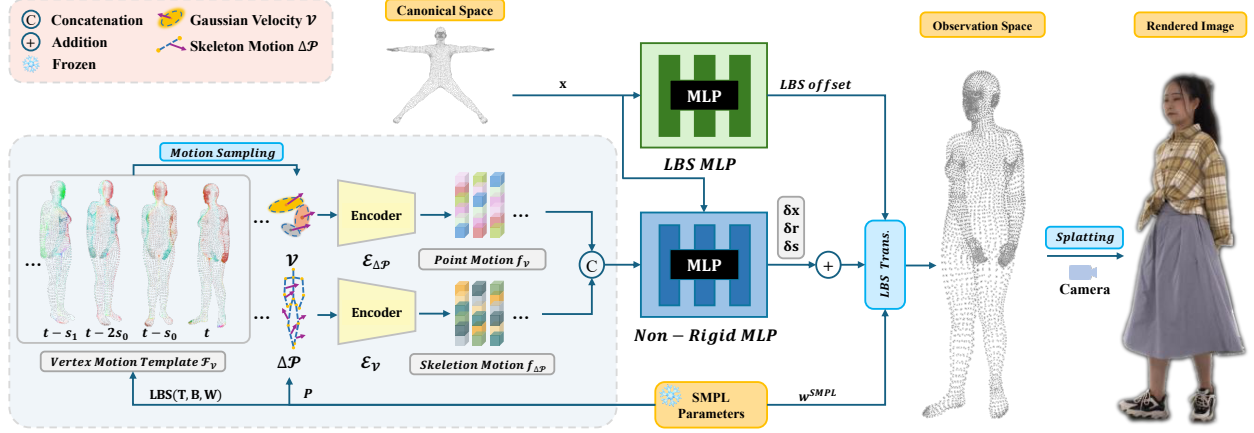 Concatenation
Addition
Frozen
Gaussian Velocity 𝒱
Skeleton Motion Δ𝒫
Canonical Space
Observation Space
Rendered Image
x
MLP
LBS MLP
LBS offset
Motion Sampling
...
t − s₁
t − 2s₀
t − s₀
t
Vertex Motion Template ℱ𝒱
LBS(T, B, W)
...
𝒱
Encoder
ℰΔ𝒫
Point Motion f𝒱
...
...
Δ𝒫
Encoder
ℰ𝒱
Skeletion Motion fΔ𝒫
...
P
C
MLP
Non − Rigid MLP
δx
δr
δs
+
LBS Trans.
SMPL
Parameters
wSMPL
Splatting
Camera